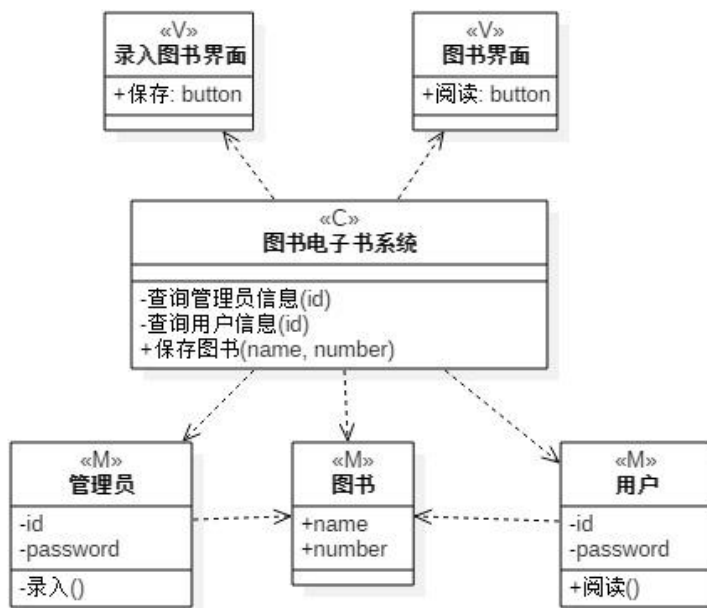 «V»
录入图书界面
+保存: button
«V»
图书界面
+阅读: button
«C»
图书电子书系统
-查询管理员信息(id)
-查询用户信息(id)
+保存图书(name, number)
«M»
管理员
-id
-password
-录入()
«M»
图书
+name
+number
«M»
用户
-id
-password
+阅读()